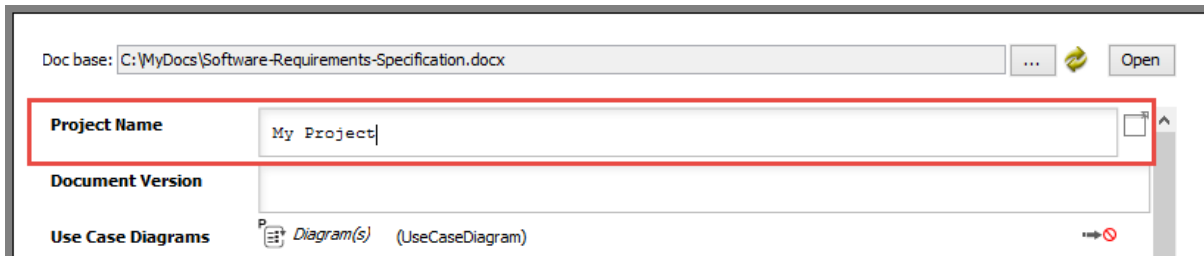 Doc base: C:\MyDocs\Software-Requirements-Specification.docx ... Open
Project Name My Project
Document Version
Use Case Diagrams P Diagram(s) (UseCaseDiagram)